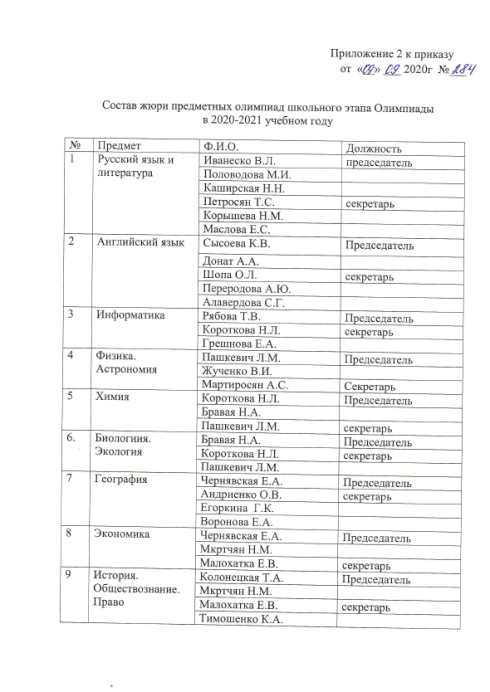 Приложение 2 к приказу
от «09» 09 2020г № 284
Состав жюри предметных олимпиад школьного этапа Олимпиады
в 2020-2021 учебном году
№ Предмет Ф.И.О. Должность
1 Русский язык и литература Иванеско В.Л. председатель
Половодова М.И.
Каширская Н.Н.
Петросян Т.С. секретарь
Корышева Н.М.
Маслова Е.С.
2 Английский язык Сысоева К.В. Председатель
Донат А.А.
Шопа О.Л. секретарь
Переродова А.Ю.
Алавердова С.Г.
3 Информатика Рябова Т.В. Председатель
Короткова Н.Л. секретарь
Грешнова Е.А.
4 Физика. Астрономия Пашкевич Л.М. Председатель
Жученко В.И.
Мартиросян А.С. Секретарь
5 Химия Короткова Н.Л. Председатель
Бравая Н.А.
Пашкевич Л.М. секретарь
6. Биологиия. Экология Бравая Н.А. Председатель
Короткова Н.Л. секретарь
Пашкевич Л.М.
7 География Чернявская Е.А. Председатель
Андриенко О.В. секретарь
Егоркина Г.К.
Воронова Е.А.
8 Экономика Чернявская Е.А. Председатель
Мкртчян Н.М.
Малохатка Е.В. секретарь
9 История. Обществознание. Право Колонецкая Т.А. Председатель
Мкртчян Н.М.
Малохатка Е.В. секретарь
Тимошенко К.А.